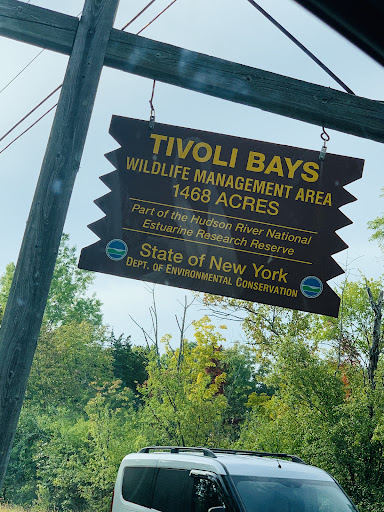 TIVOLI BAYS
WILDLIFE MANAGEMENT AREA
1468 ACRES
Part of the Hudson River National
Estuarine Research Reserve
State of New York
DEPT. OF ENVIRONMENTAL CONSERVATION